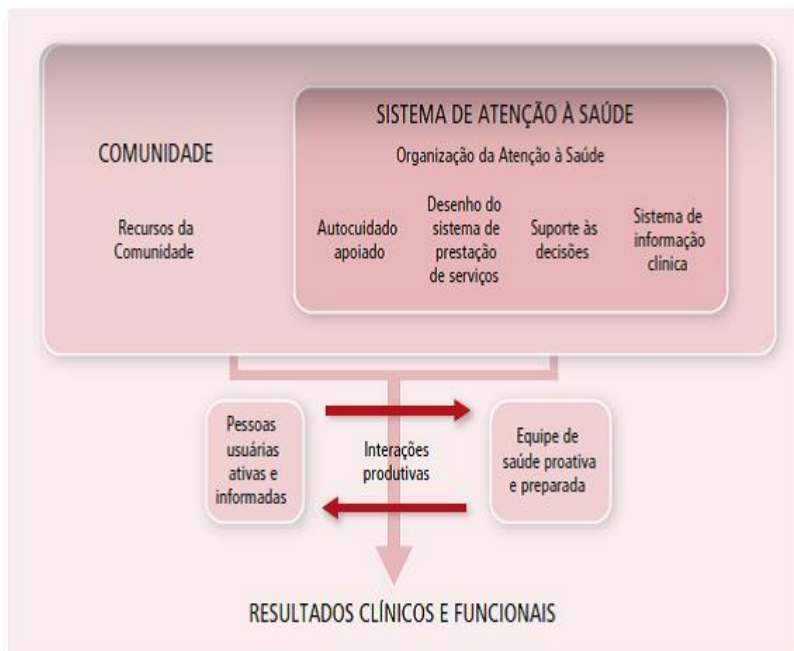 SISTEMA DE ATENÇÃO À SAÚDE
COMUNIDADE
Organização da Atenção à Saúde
Recursos da
Comunidade
Autocuidado
apoiado
Desenho do
sistema de
prestação
de serviços
Suporte às
decisões
Sistema de
informação
clínica
Pessoas
usuárias
ativas e
informadas
Interações
produtivas
Equipe de
saúde proativa
e preparada
RESULTADOS CLÍNICOS E FUNCIONAIS